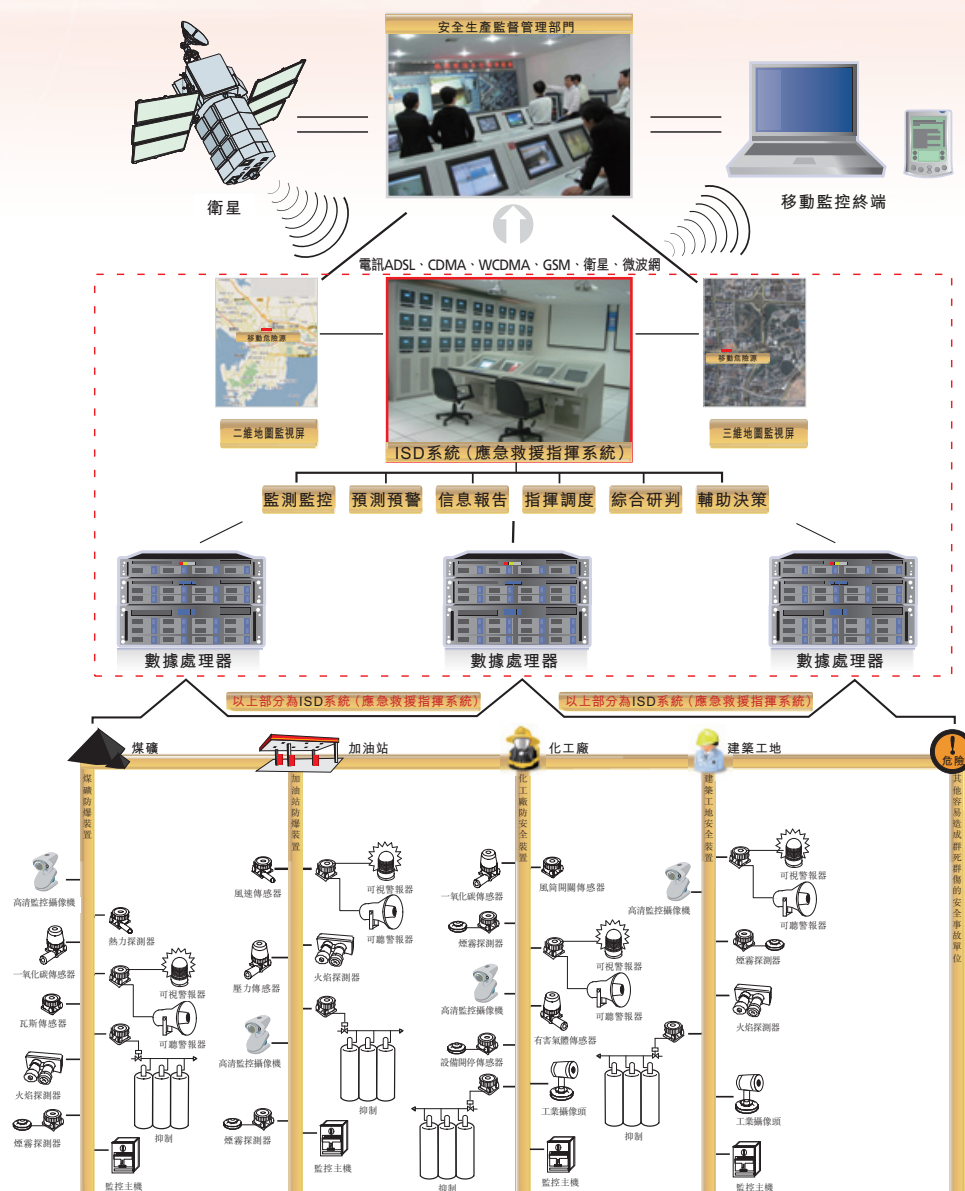 安全生產監督管理部門
衛星
移動監控終端
電訊ADSL、CDMA、WCDMA、GSM、衛星、微波網
移動危險源
移動危險源
二維地圖監視屏
ISD系統(應急救援指揮系統)
三維地圖監視屏
監測監控
預測預警
信息報告
指揮調度
綜合研判
輔助決策
數據處理器
數據處理器
數據處理器
以上部分為ISD系統(應急救援指揮系統)
以上部分為ISD系統(應急救援指揮系統)
煤礦
加油站
化工廠
建築工地
危險
煤礦防爆裝置
高清監控攝像機
熱力探測器
一氧化碳傳感器
可視警報器
瓦斯傳感器
可聽警報器
火焰探測器
抑制
煙霧探測器
監控主機
加油站防爆裝置
風速傳感器
可視警報器
可聽警報器
火焰探測器
壓力傳感器
高清監控攝像機
抑制
煙霧探測器
監控主機
化工廠防安全裝置
一氧化碳傳感器
風筒開關傳感器
煙霧探測器
可視警報器
高清監控攝像機
可聽警報器
有害氣體傳感器
設備開停傳感器
工業攝像頭
抑制
監控主機
建築工地安全裝置
可視警報器
高清監控攝像機
可聽警報器
煙霧探測器
火焰探測器
抑制
工業攝像頭
監控主機
其他容易造成群死群傷的安全事故單位